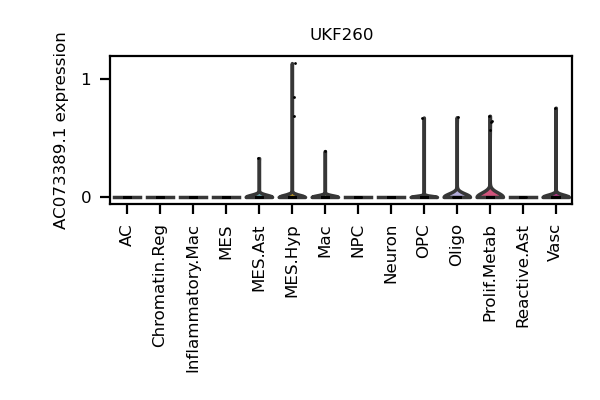 UKF260
AC073389.1 expression
1
0
AC
Chromatin.Reg
Inflammatory.Mac
MES
MES.Ast
MES.Hyp
Mac
NPC
Neuron
OPC
Oligo
Prolif.Metab
Reactive.Ast
Vasc